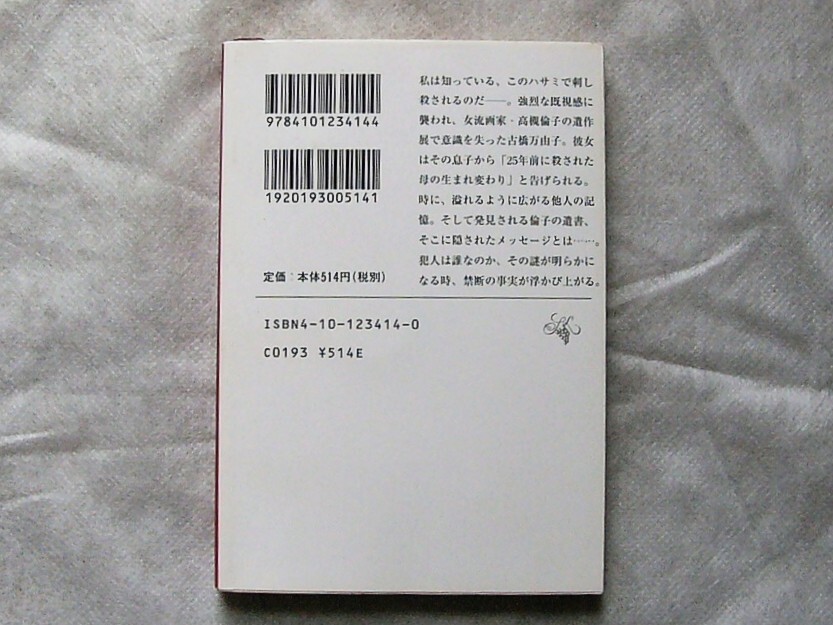 9784101234144
1920193005141
定価：本体514円（税別）
私は知っている、このハサミで刺し
殺されるのだ――。強烈な既視感に
襲われ、女流画家・高槻倫子の遺作
展で意識を失った古橋万由子。彼女
はその息子から「25年前に殺された
母の生まれ変わり」と告げられる。
時に、溢れるように広がる他人の記
憶。そして発見される倫子の遺書、
そこに隠されたメッセージとは……。
犯人は誰なのか、その謎が明らかに
なる時、禁断の事実が浮かび上がる。
ISBN4-10-123414-0
C0193 ¥514E